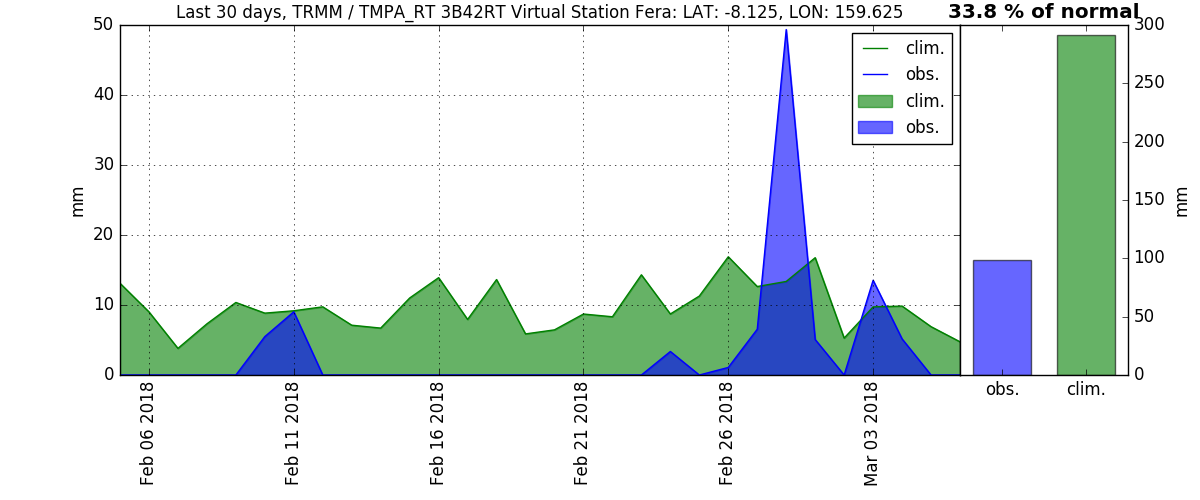 Last 30 days, TRMM / TMPA_RT 3B42RT Virtual Station Fera: LAT: -8.125, LON: 159.625
33.8 % of normal
50
40
30
20
10
0
mm
clim.
obs.
clim.
obs.
Feb 06 2018
Feb 11 2018
Feb 16 2018
Feb 21 2018
Feb 26 2018
Mar 03 2018
300
250
200
150
100
50
0
mm
obs.
clim.